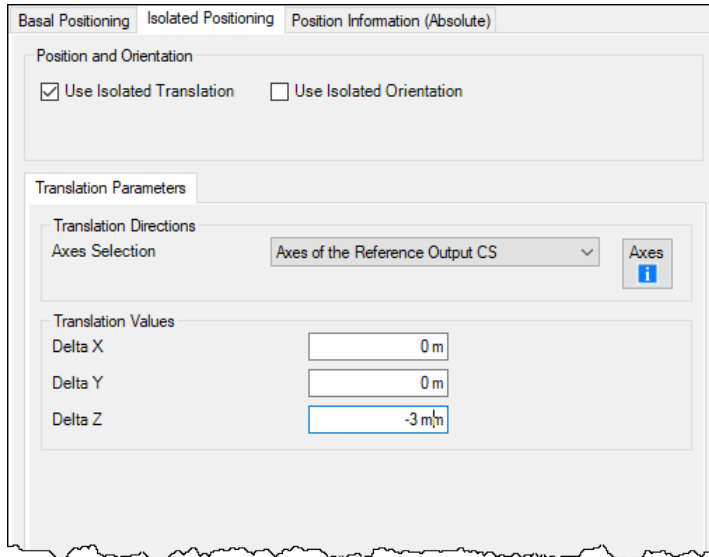 Basal Positioning Isolated Positioning Position Information (Absolute)
Position and Orientation
Use Isolated Translation Use Isolated Orientation
Translation Parameters
Translation Directions
Axes Selection Axes of the Reference Output CS Axes
i
Translation Values
Delta X 0 m
Delta Y 0 m
Delta Z -3 mm